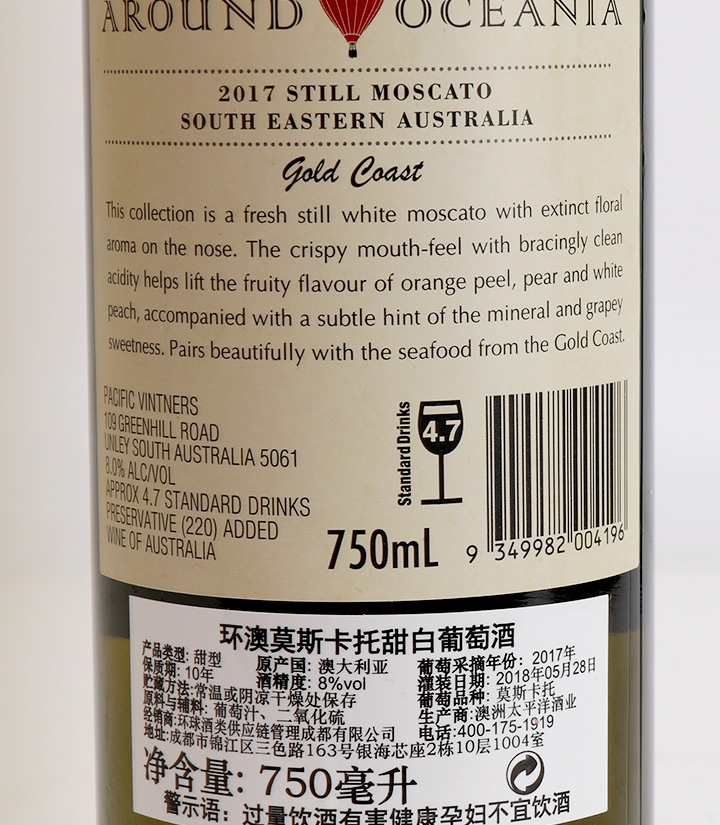 AROUND OCEANIA
2017 STILL MOSCATO
SOUTH EASTERN AUSTRALIA
Gold Coast
This collection is a fresh still white moscato with extinct floral
aroma on the nose. The crispy mouth-feel with bracingly clean
acidity helps lift the fruity flavour of orange peel, pear and white
peach, accompanied with a subtle hint of the mineral and grapey
sweetness. Pairs beautifully with the seafood from the Gold Coast.
PACIFIC VINTNERS
109 GREENHILL ROAD
UNLEY SOUTH AUSTRALIA 5061
8.0% ALC/VOL
APPROX 4.7 STANDARD DRINKS
PRESERVATIVE (220) ADDED
WINE OF AUSTRALIA
Standard Drinks
4.7
750mL
9 349982 004196
环澳莫斯卡托甜白葡萄酒
产品类型: 甜型 原产国: 澳大利亚 葡萄采摘年份: 2017年
保质期: 10年 酒精度: 8%vol 灌装日期: 2018年05月28日
贮藏方法:常温或阴凉干燥处保存 葡萄品种: 莫斯卡托
原料与辅料: 葡萄汁、二氧化硫 生产商:澳洲太平洋酒业
经销商:环球酒类供应链管理成都有限公司 电话:400-175-1919
地址:成都市锦江区三色路163号银海芯座2栋10层1004室
净含量: 750毫升
警示语: 过量饮酒有害健康孕妇不宜饮酒